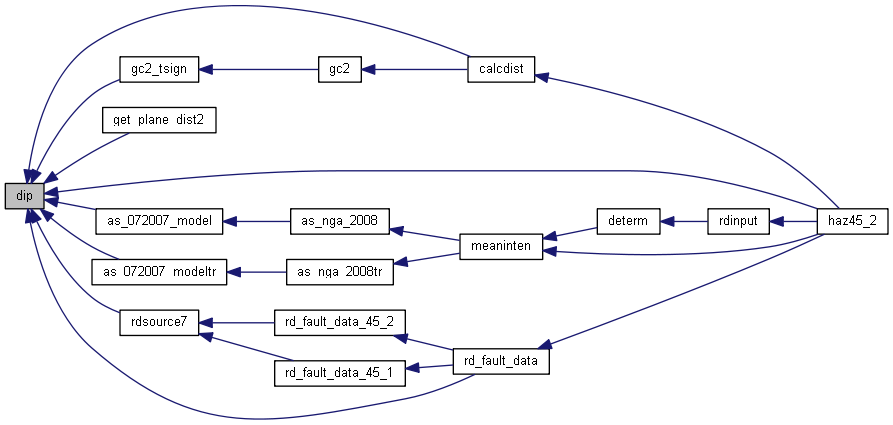 gc2_tsign
gc2
calcdist
get_plane_dist2
dip
as_072007_model
as_nga_2008
determ
rdinput
haz45_2
meaninten
as_072007_modeltr
as_nga_2008tr
rdsource7
rd_fault_data_45_2
rd_fault_data
rd_fault_data_45_1